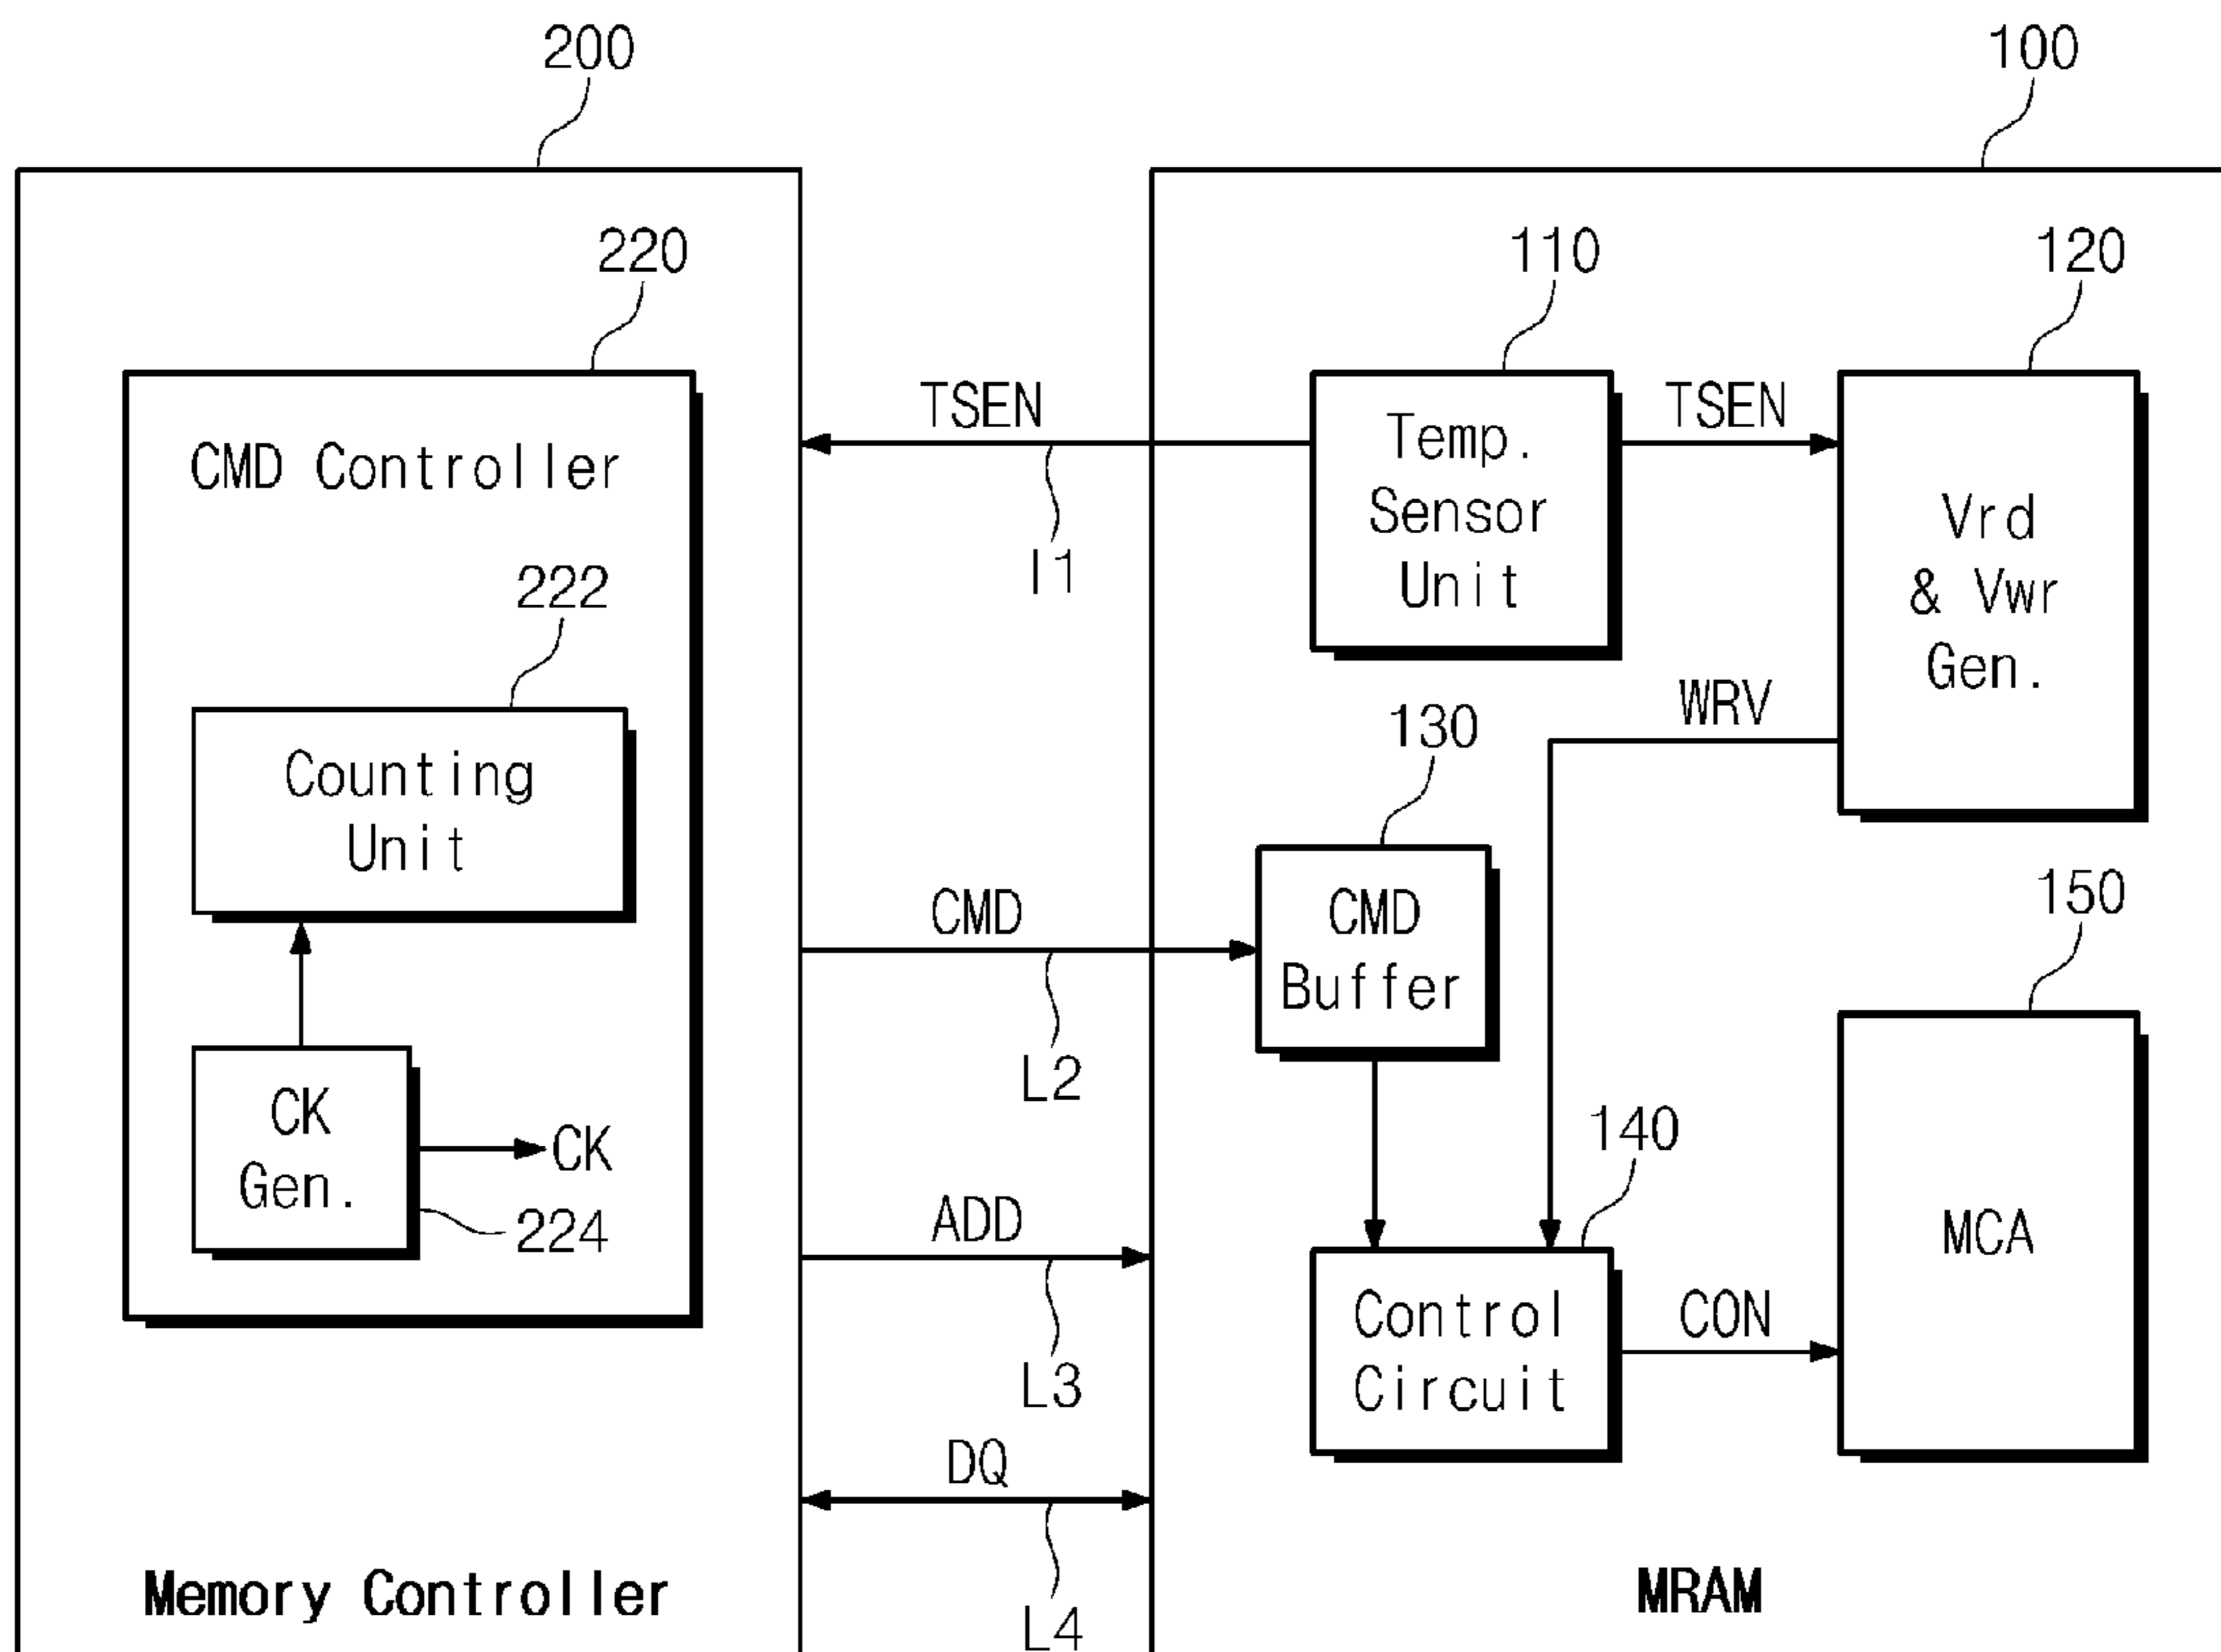 200
100
220
110
120
TSEN
TSEN
CMD Controller
Temp.
Sensor
Unit
Vrd
& Vwr
Gen.
I1
222
WRV
130
Counting
Unit
CMD
CMD
Buffer
150
L2
CK
Gen.
CK
224
140
ADD
MCA
L3
Control
Circuit
CON
DQ
L4
Memory Controller
MRAM